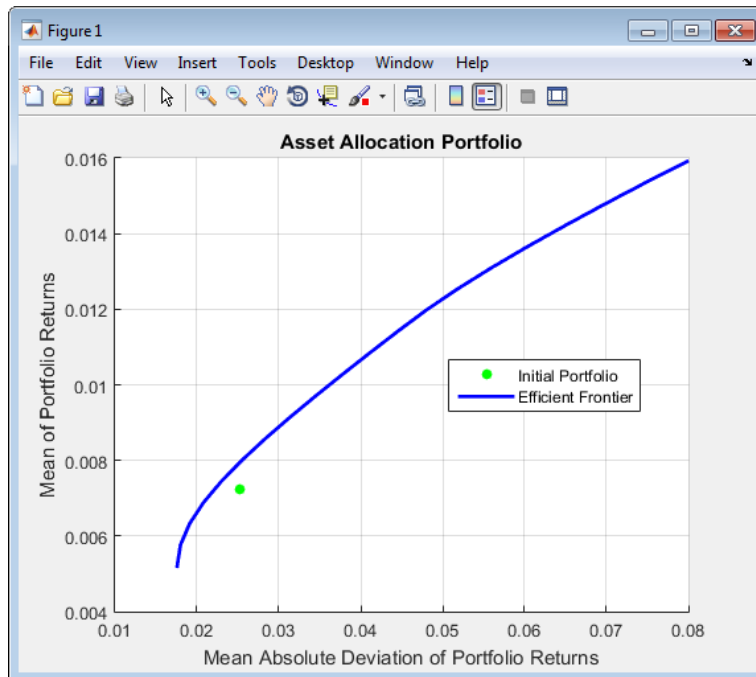 Figure 1
File Edit View Insert Tools Desktop Window Help
Asset Allocation Portfolio
0.016
0.014
0.012
0.01
0.008
0.006
0.004
Mean of Portfolio Returns
Initial Portfolio
Efficient Frontier
0.01 0.02 0.03 0.04 0.05 0.06 0.07 0.08
Mean Absolute Deviation of Portfolio Returns